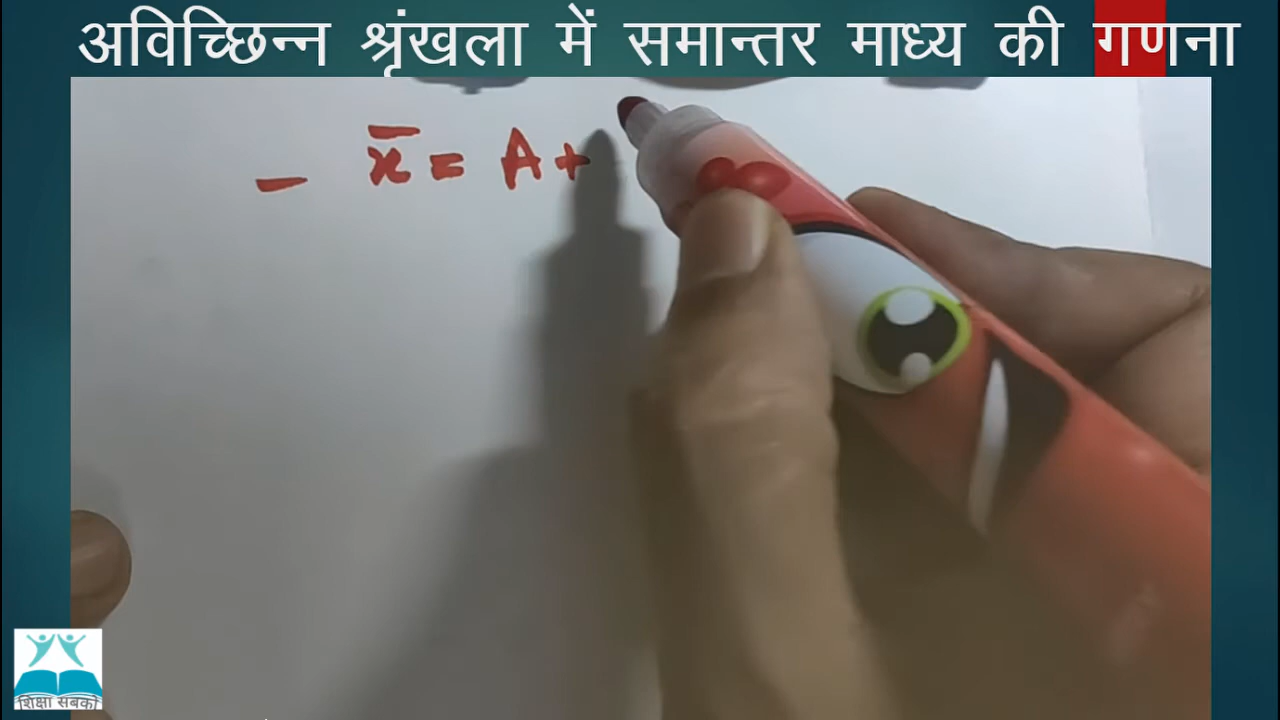 अविच्छिन्न श्रृंखला में समान्तर माध्य की गणना
- x̄ = A +
शिक्षा सबको